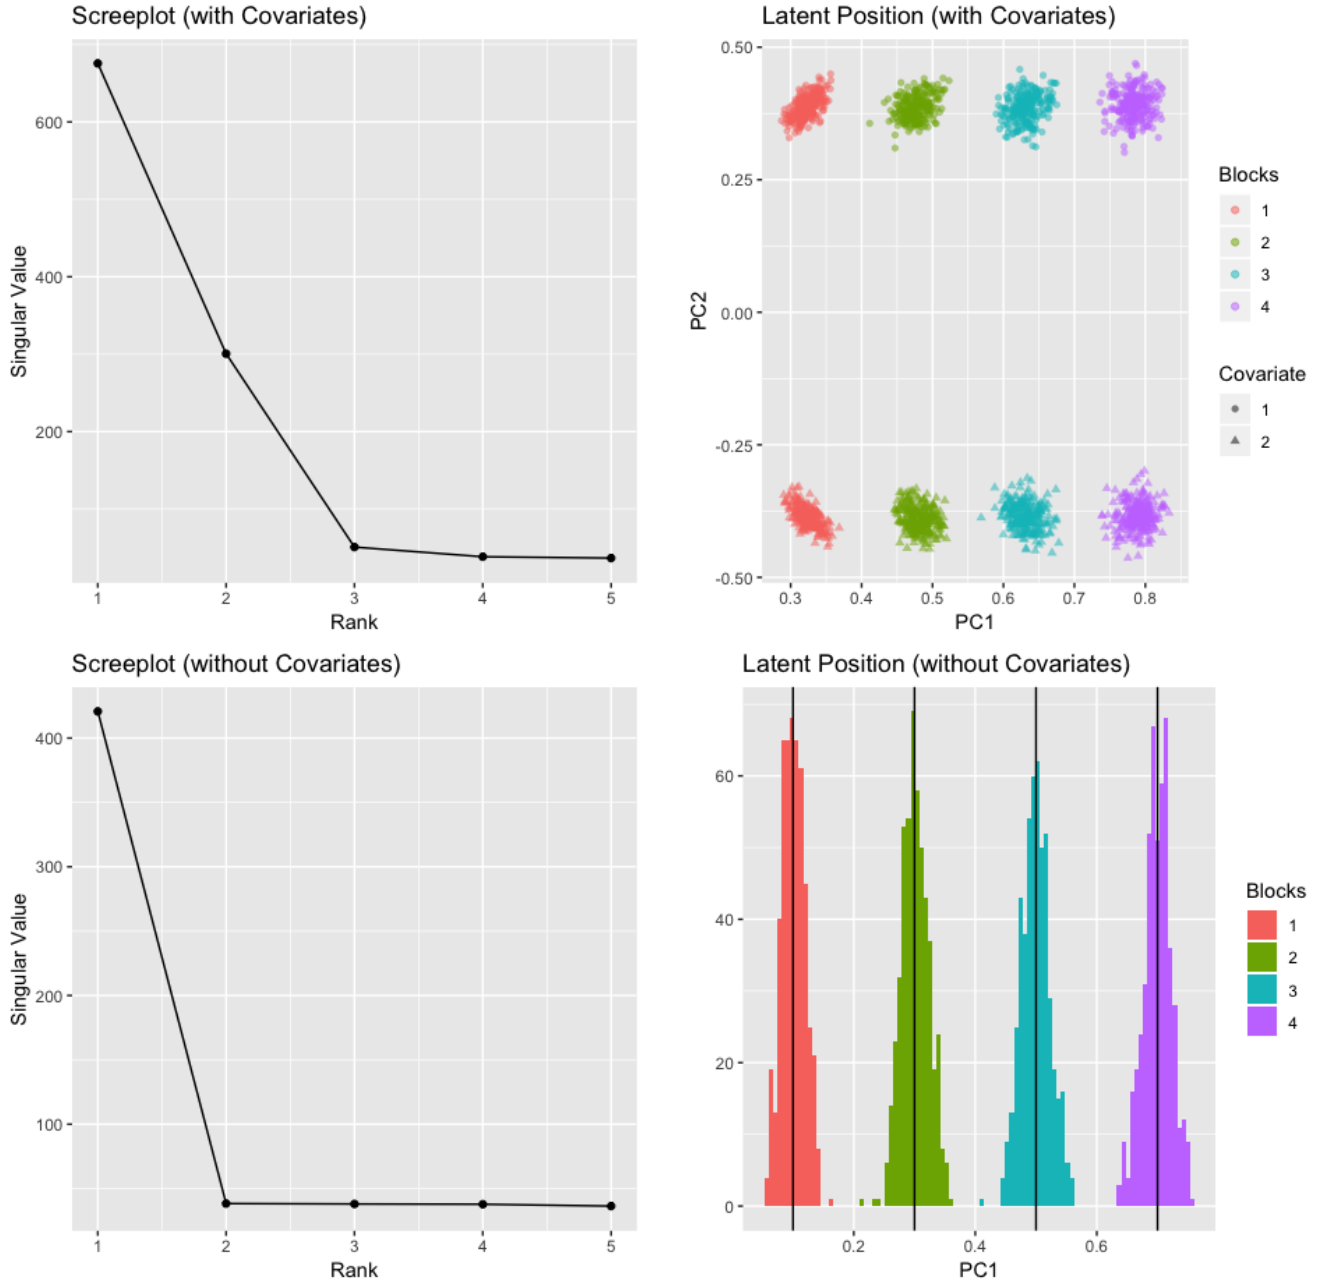 Screeplot (with Covariates)
600
400
200
Singular Value
1 2 3 4 5
Rank
Latent Position (with Covariates)
0.50
0.25
0.00
-0.25
-0.50
PC2
0.3 0.4 0.5 0.6 0.7 0.8
PC1
Blocks
1
2
3
4
Covariate
1
2
Screeplot (without Covariates)
400
300
200
100
Singular Value
1 2 3 4 5
Rank
Latent Position (without Covariates)
60
40
20
0
0.2 0.4 0.6
PC1
Blocks
1
2
3
4